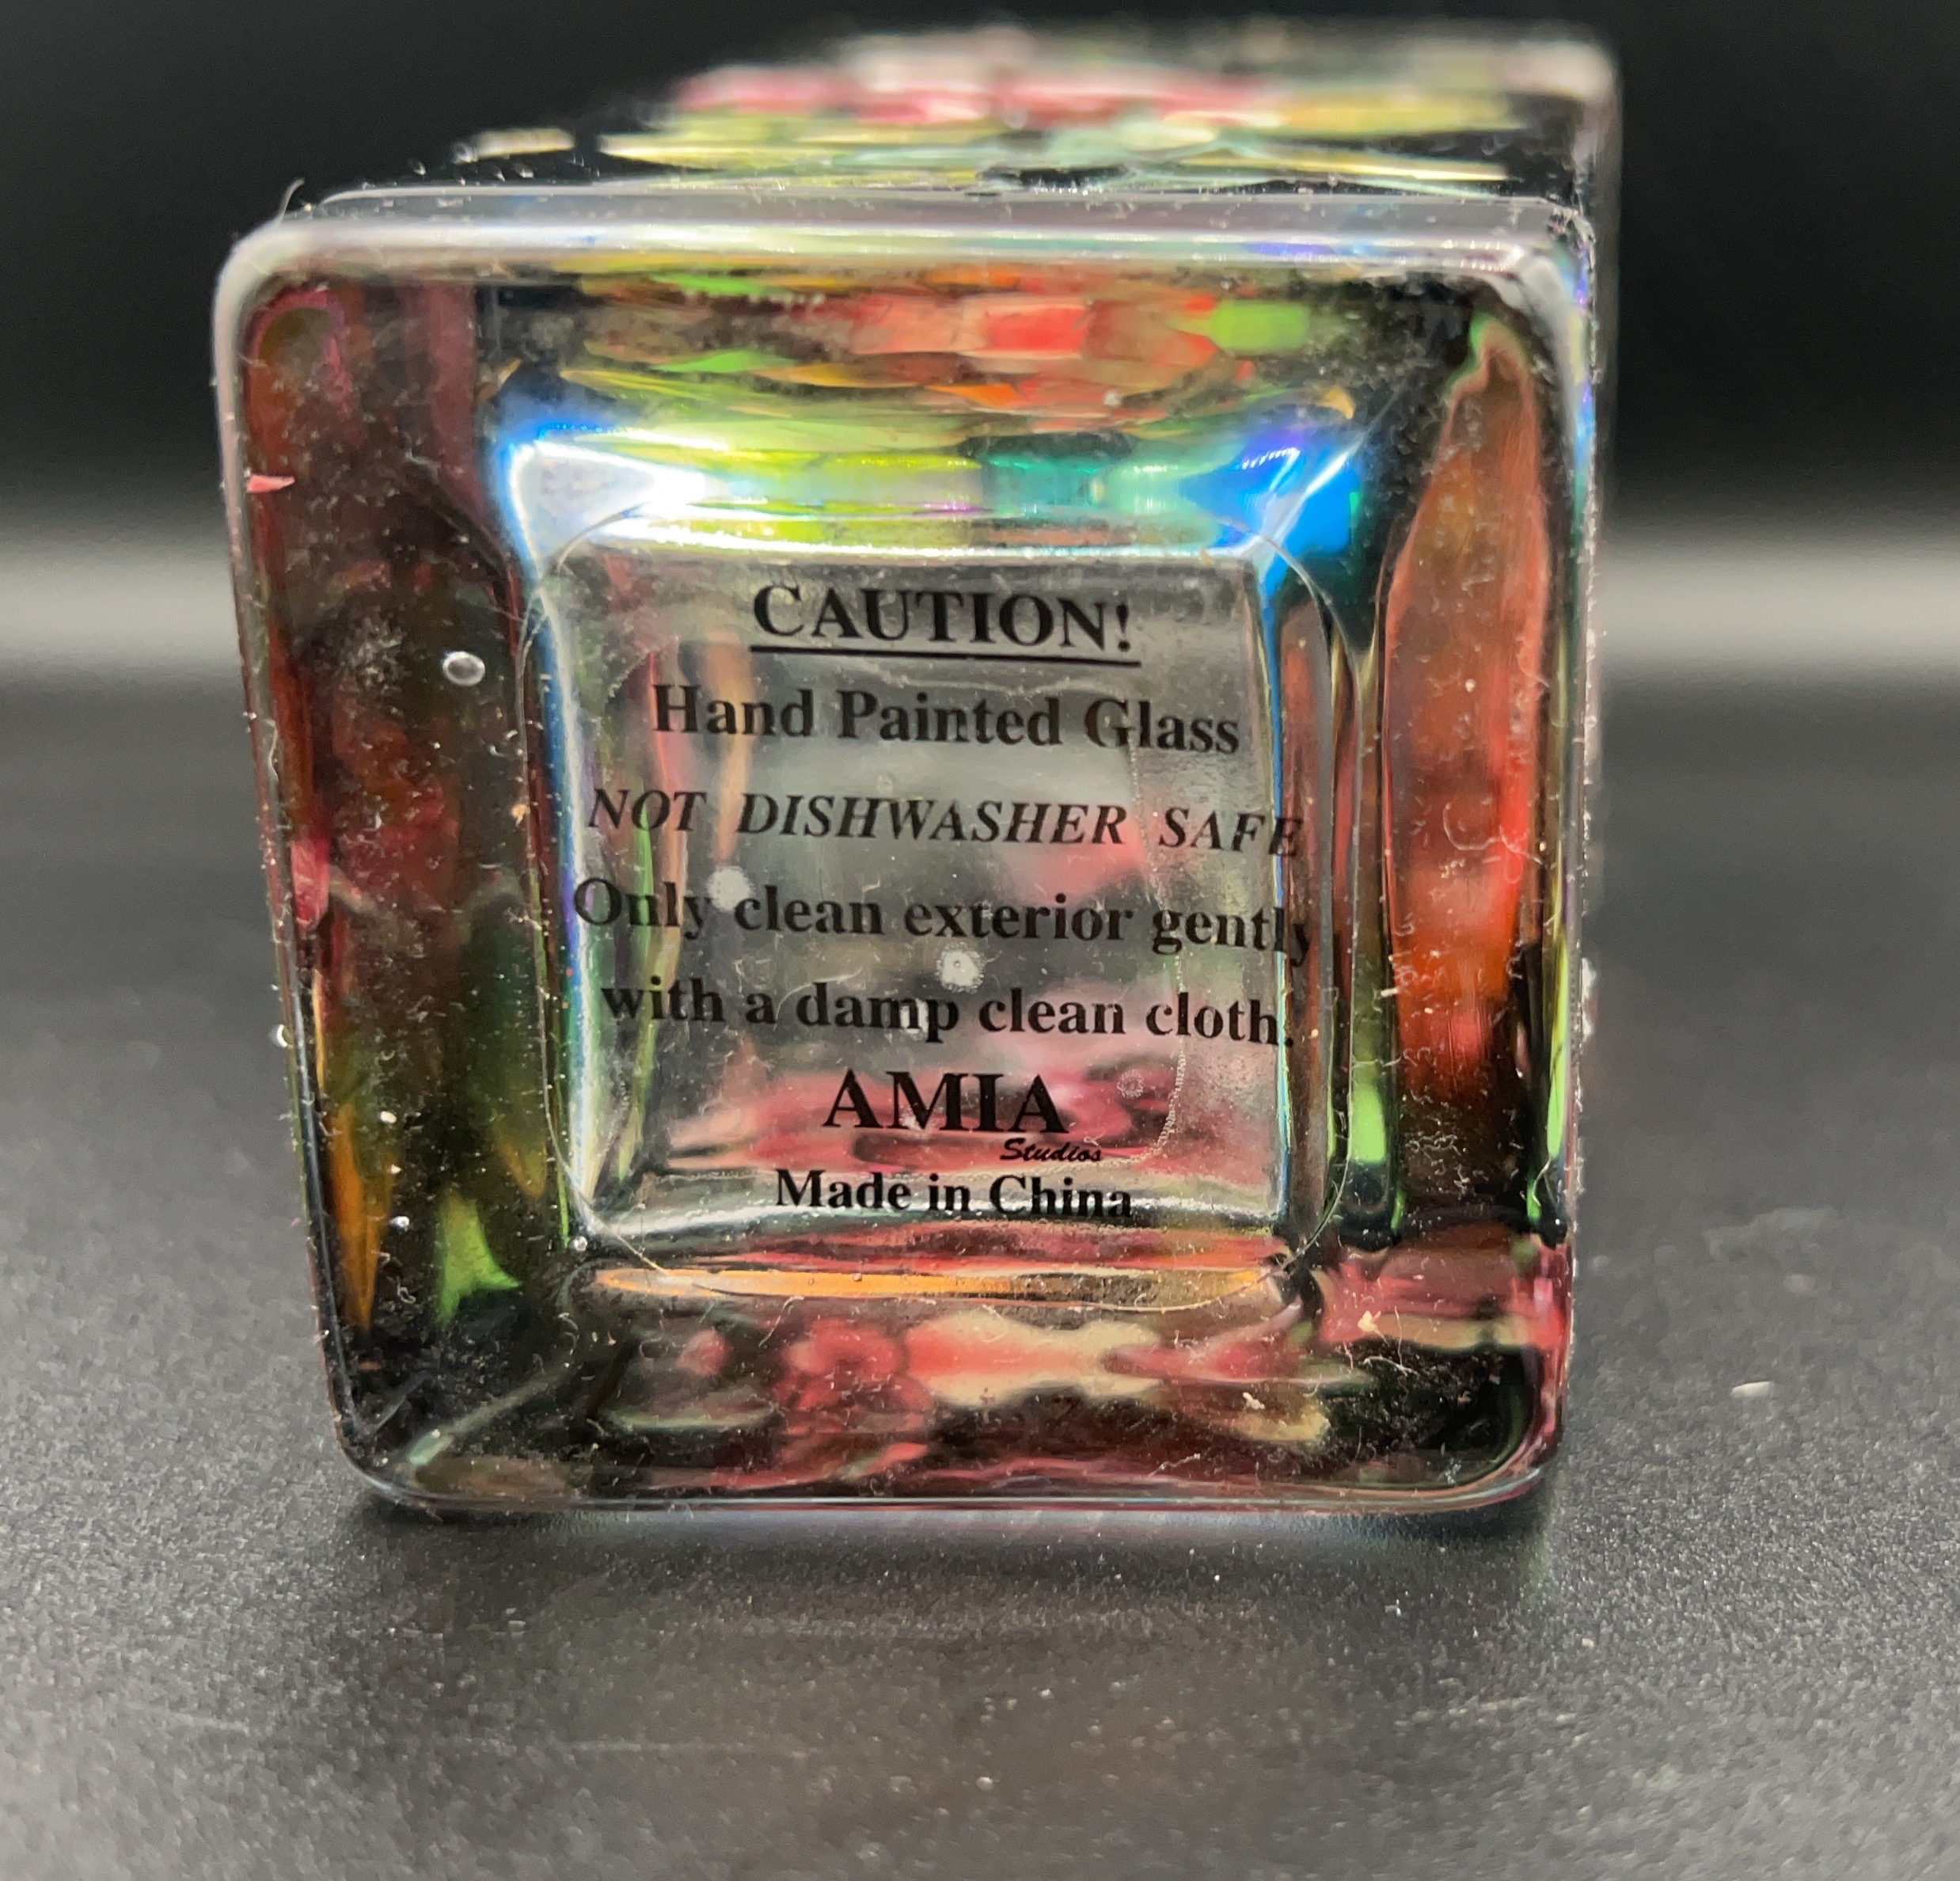 CAUTION!
Hand Painted Glass
NOT DISHWASHER SAFE
Only clean exterior gently
with a damp clean cloth.
AMIA
Studios
Made in China